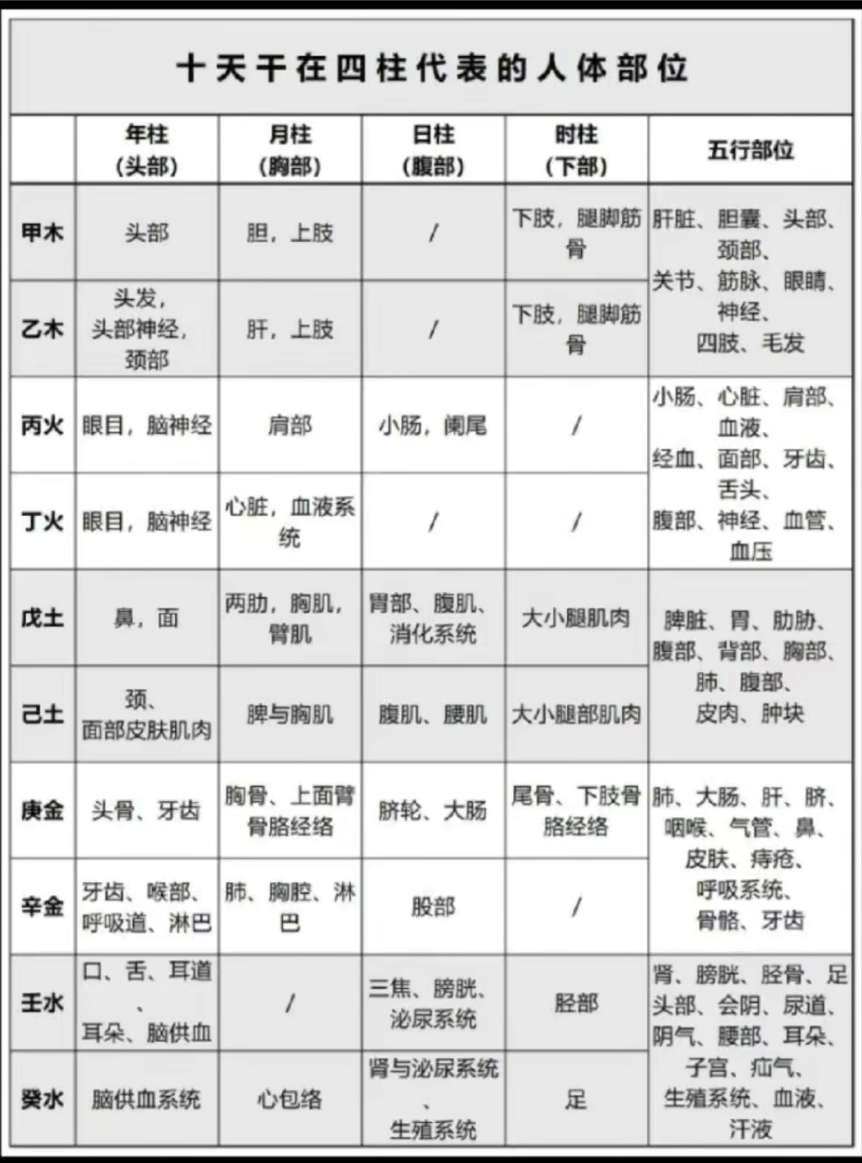 十天干在四柱代表的人体部位
年柱 月柱 日柱 时柱 五行部位
（头部） （胸部） （腹部） （下部）
甲木 头部 胆，上肢 / 下肢，腿脚筋骨 肝脏、胆囊、头部、
颈部、
关节、筋脉、眼睛、
神经、
四肢、毛发
乙木 头发，
头部神经，
颈部
肝，上肢 / 下肢，腿脚筋骨
丙火 眼目，脑神经 肩部 小肠，阑尾 / 小肠、心脏、肩部、
血液、
经血、面部、牙齿、
舌头、
腹部、神经、血管、
血压
丁火 眼目，脑神经 心脏，血液系
统
/ /
戊土 鼻，面 两肋，胸肌，
臂肌
胃部、腹肌、
消化系统
大小腿肌肉 脾脏、胃、肋胁、
腹部、背部、胸部、
肺、腹部、
皮肉、肿块
己土 颈、
面部皮肤肌肉
脾与胸肌 腹肌、腰肌 大小腿部肌肉
庚金 头骨、牙齿 胸骨、上面臂
骨胳经络
脐轮、大肠 尾骨、下肢骨
胳经络
肺、大肠、肝、脐、
咽喉、气管、鼻、
皮肤、痔疮、
呼吸系统、
骨骼、牙齿
辛金 牙齿、喉部、
呼吸道、淋巴
肺、胸腔、淋
巴
股部 /
壬水 口、舌、耳道
、
耳朵、脑供血
/ 三焦、膀胱、
泌尿系统
胫部 肾、膀胱、胫骨、足
头部、会阴、尿道、
阴气、腰部、耳朵、
子宫、疝气、
生殖系统、血液、
汗液
癸水 脑供血系统 心包络 肾与泌尿系统
、
生殖系统
足